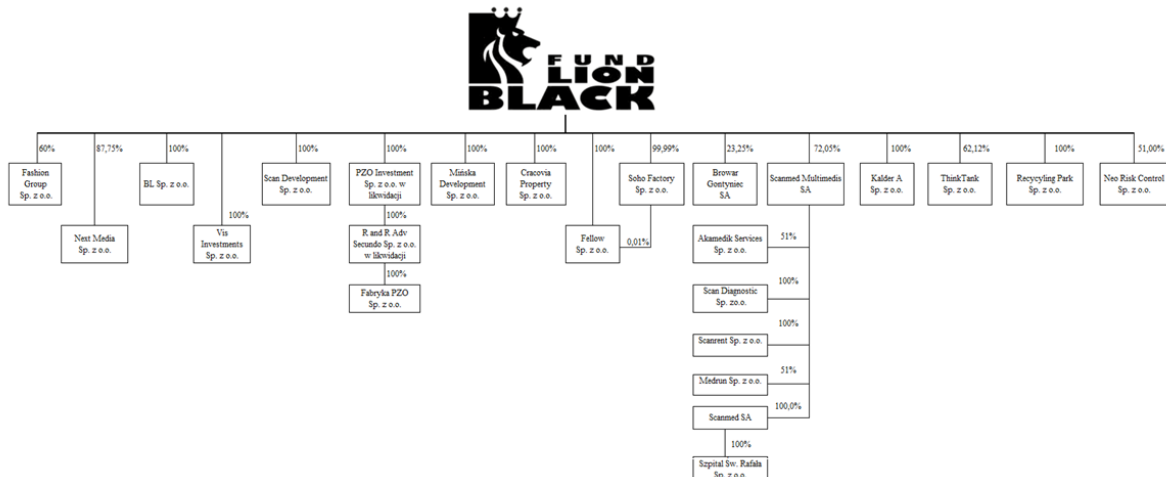 FUND
LION
BLACK
60%
87,75%
100%
100%
100%
100%
100%
100%
99,99%
23,25%
72,05%
100%
62,12%
100%
51,00%
Fashion
Group
Sp. z o.o.
BL Sp. z o.o.
Scan Development
Sp. z o.o.
PZO Investment
Sp. z o.o. w
likwidacji
Mińska
Development
Sp. z o.o.
Cracovia
Property
Sp. z o.o.
Soho Factory
Sp. z o.o.
Browar
Gontyniec
SA
Scanmed Multimedis
SA
Kalder A
Sp. z o.o.
ThinkTank
Sp. z o.o.
Recycyling Park
Sp. z o.o.
Neo Risk Control
Sp. z o.o.
100%
100%
Next Media
Sp. z o.o.
Vis
Investments
Sp. z o.o.
R and R Adv
Secundo Sp. z o.o.
w likwidacji
Fellow
Sp. z o.o.
0,01%
Akamedik Services
Sp. z o.o.
51%
100%
Fabryka PZO
Sp. z o.o.
Scan Diagnostic
Sp. zo.o.
100%
Scanrent Sp. z o.o.
100%
Medrun Sp. z o.o.
51%
Scanmed SA
100,0%
100%
Szpital Św. Rafała
Sp. z o.o.